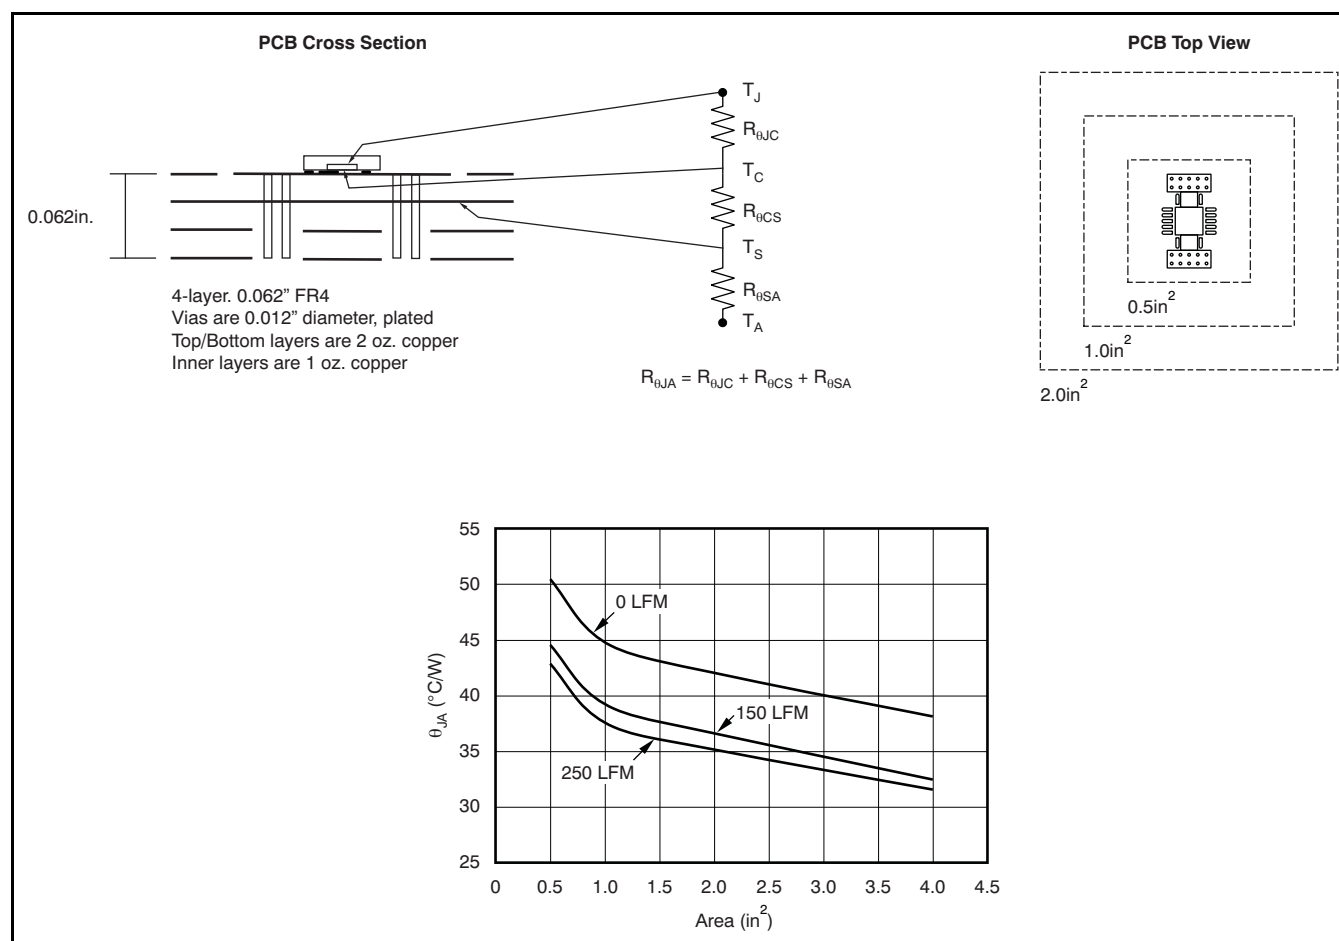 PCB Cross Section
PCB Top View
T_J
R_θJC
T_C
R_θCS
T_S
R_θSA
T_A
0.062in.
4-layer. 0.062” FR4
Vias are 0.012” diameter, plated
Top/Bottom layers are 2 oz. copper
Inner layers are 1 oz. copper
R_θJA = R_θJC + R_θCS + R_θSA
0.5in²
1.0in²
2.0in²
55
50
45
40
35
30
25
θ_JA (°C/W)
0 LFM
150 LFM
250 LFM
0 0.5 1.0 1.5 2.0 2.5 3.0 3.5 4.0 4.5
Area (in²)